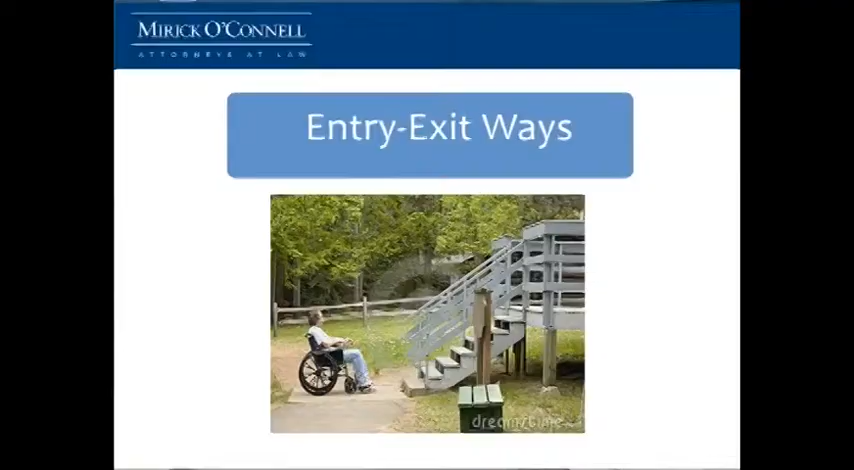 MIRICK O'CONNELL
ATTORNEYS AT LAW
Entry-Exit Ways
dreamstime